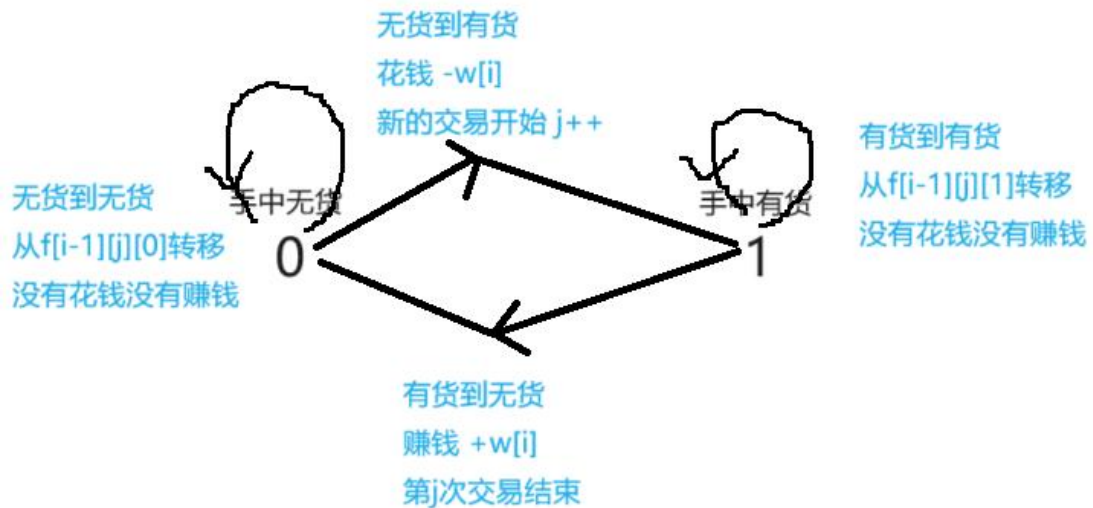 无货到有货
花钱 -w[i]
新的交易开始 j++
有货到有货
从f[i-1][j][1]转移
没有花钱没有赚钱
无货到无货
从f[i-1][j][0]转移
没有花钱没有赚钱
手中无货
0
手中有货
1
有货到无货
赚钱 +w[i]
第j次交易结束